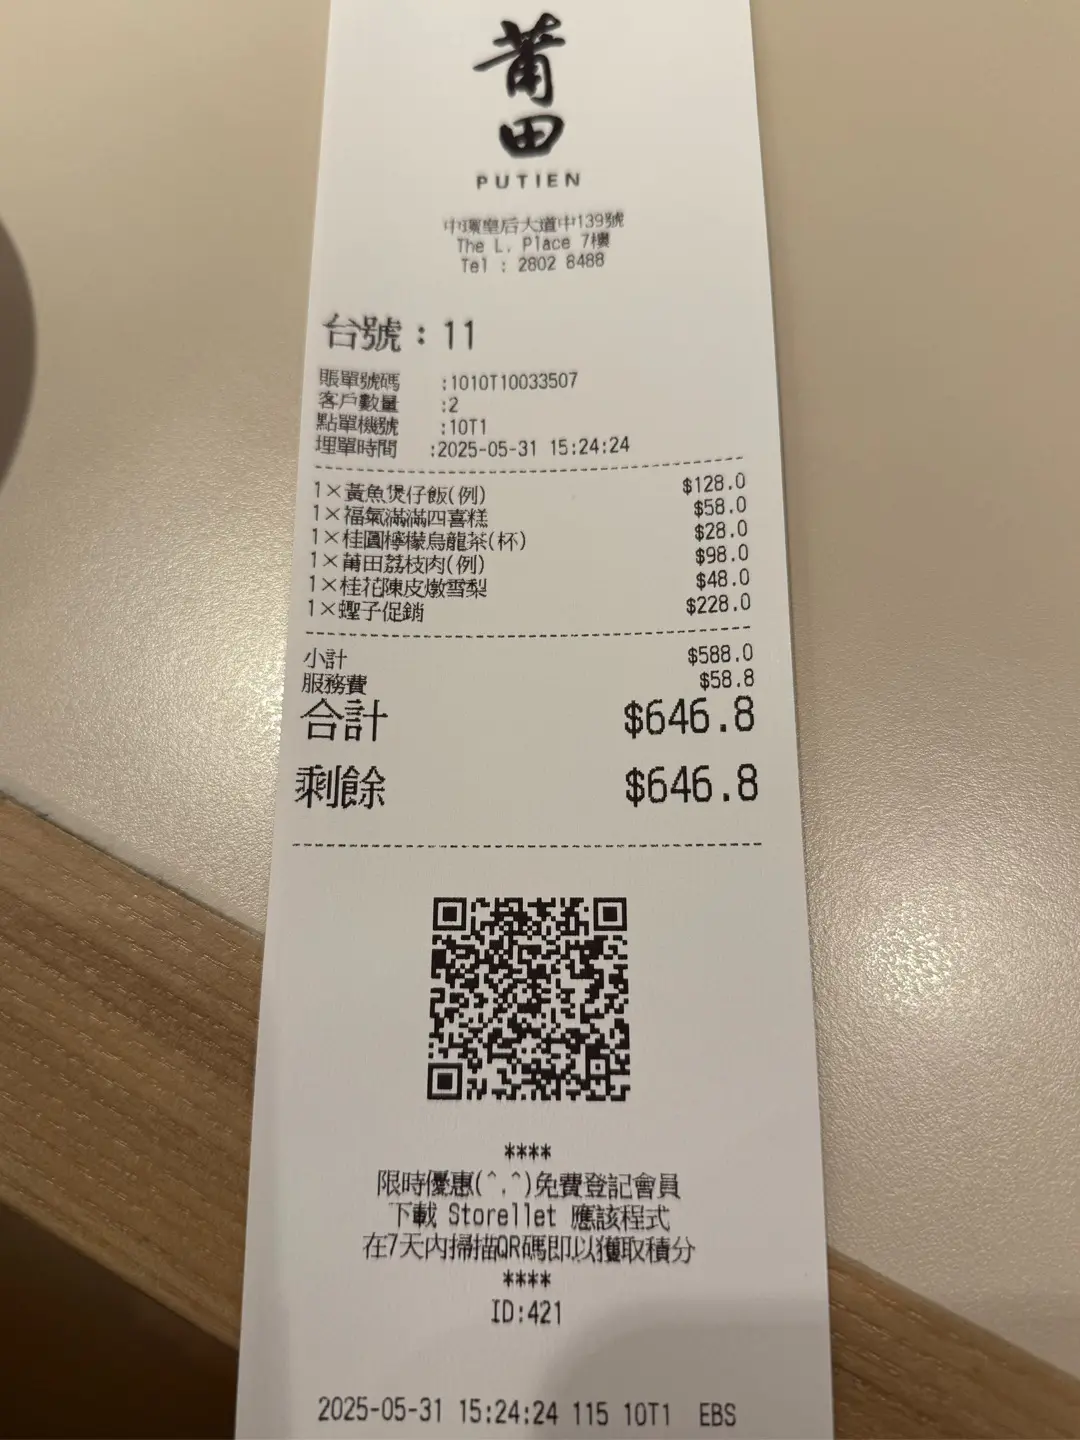 莆田
PUTIEN
中環皇后大道中139號
The L. Place 7樓
Tel : 2802 8488
台號：11
賬單號碼 :1010T10033507
客戶數量 :2
點單機號 :10T1
埋單時間 :2025-05-31 15:24:24
1×黃魚煲仔飯(例) $128.0
1×福氣滿滿四喜糕 $58.0
1×桂圓檸檬烏龍茶(杯) $28.0
1×莆田荔枝肉(例) $98.0
1×桂花陳皮燉雪梨 $48.0
1×蟶子促銷 $228.0
小計 $588.0
服務費 $58.8
合計 $646.8
剩餘 $646.8
****
限時優惠(^.^)免費登記會員
下載 Storellet 應該程式
在7天內掃描QR碼即以獲取積分
****
ID:421
2025-05-31 15:24:24 115 10T1 EBS